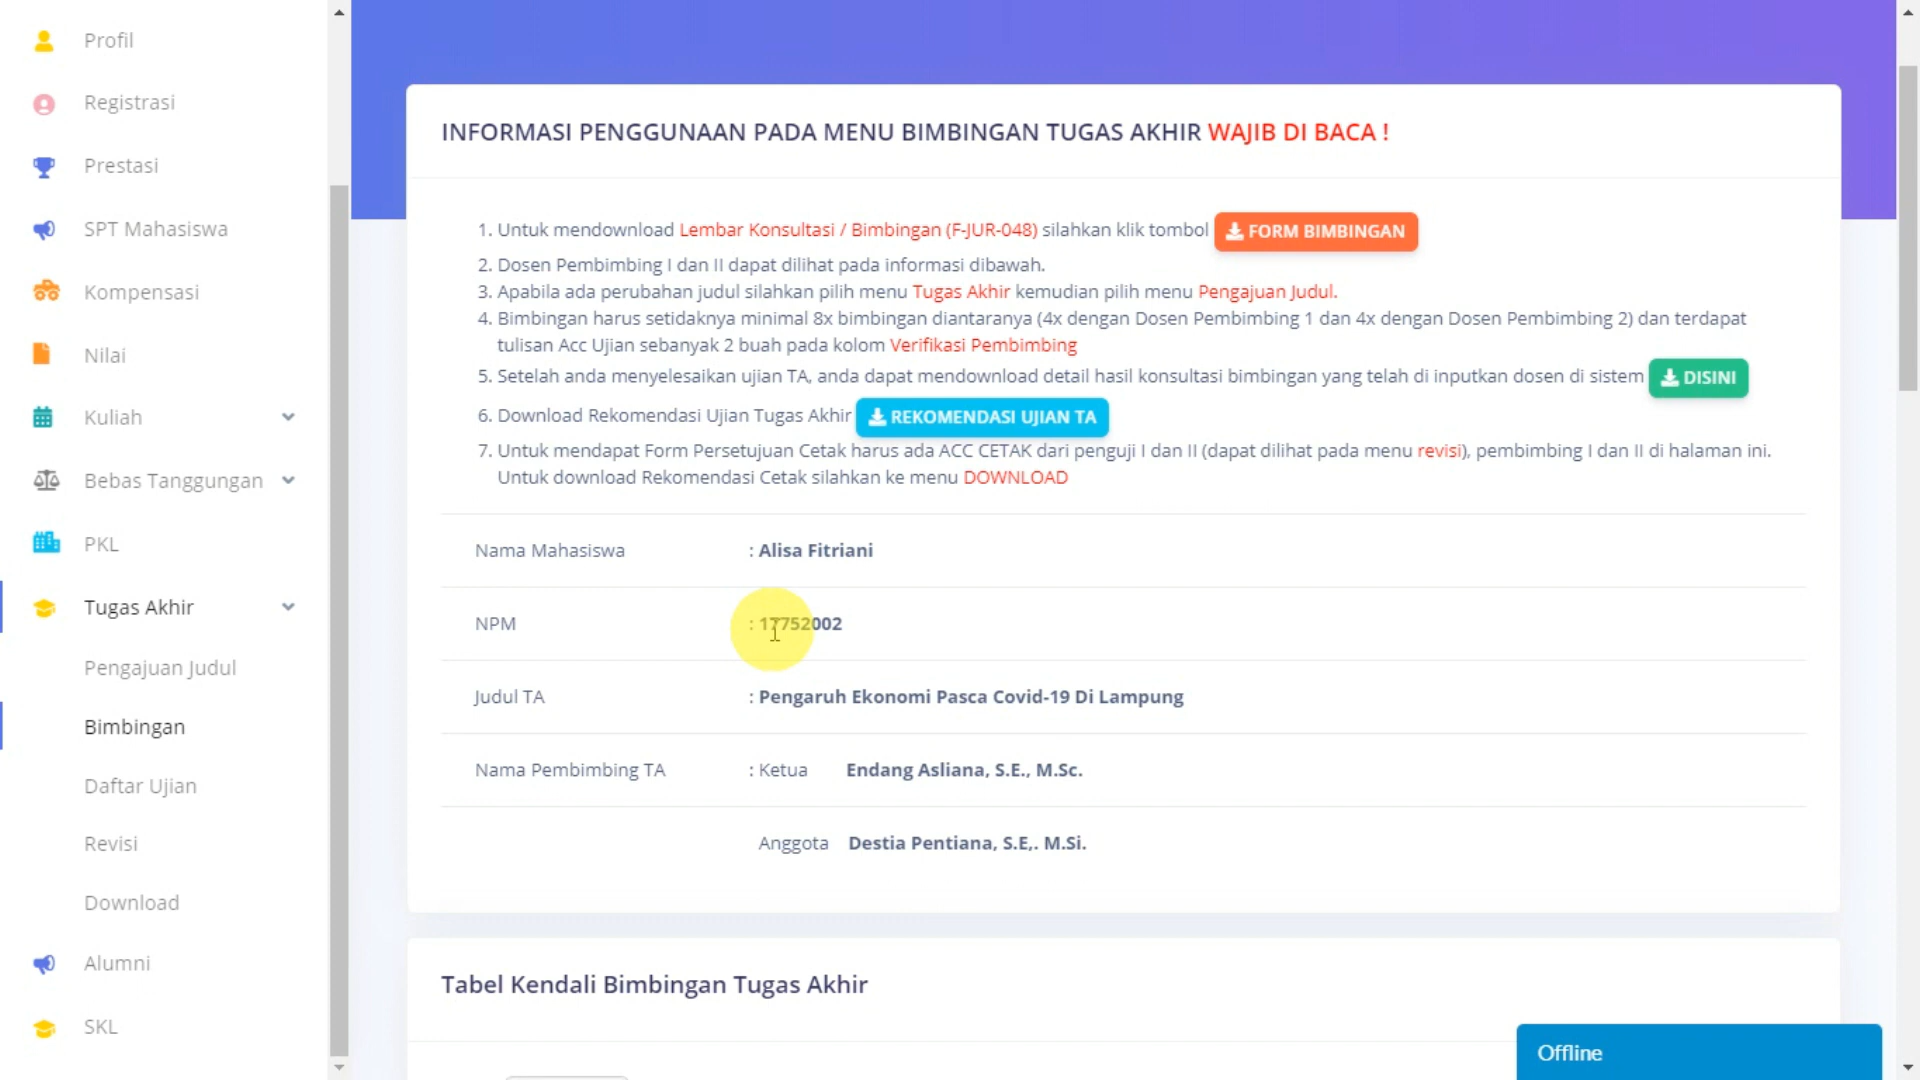 Profil
Registrasi
Prestasi
SPT Mahasiswa
Kompensasi
Nilai
Kuliah
Bebas Tanggungan
PKL
Tugas Akhir
Pengajuan Judul
Bimbingan
Daftar Ujian
Revisi
Download
Alumni
SKL
INFORMASI PENGGUNAAN PADA MENU BIMBINGAN TUGAS AKHIR WAJIB DI BACA !
1. Untuk mendownload Lembar Konsultasi / Bimbingan (F-JUR-048) silahkan klik tombol FORM BIMBINGAN
2. Dosen Pembimbing I dan II dapat dilihat pada informasi dibawah.
3. Apabila ada perubahan judul silahkan pilih menu Tugas Akhir kemudian pilih menu Pengajuan Judul.
4. Bimbingan harus setidaknya minimal 8x bimbingan diantaranya (4x dengan Dosen Pembimbing 1 dan 4x dengan Dosen Pembimbing 2) dan terdapat
tulisan Acc Ujian sebanyak 2 buah pada kolom Verifikasi Pembimbing
5. Setelah anda menyelesaikan ujian TA, anda dapat mendownload detail hasil konsultasi bimbingan yang telah di inputkan dosen di sistem DISINI
6. Download Rekomendasi Ujian Tugas Akhir REKOMENDASI UJIAN TA
7. Untuk mendapat Form Persetujuan Cetak harus ada ACC CETAK dari penguji I dan II (dapat dilihat pada menu revisi), pembimbing I dan II di halaman ini.
Untuk download Rekomendasi Cetak silahkan ke menu DOWNLOAD
Nama Mahasiswa : Alisa Fitriani
NPM : 17752002
Judul TA : Pengaruh Ekonomi Pasca Covid-19 Di Lampung
Nama Pembimbing TA : Ketua Endang Asliana, S.E., M.Sc.
Anggota Destia Pentiana, S.E,. M.Si.
Tabel Kendali Bimbingan Tugas Akhir
Offline